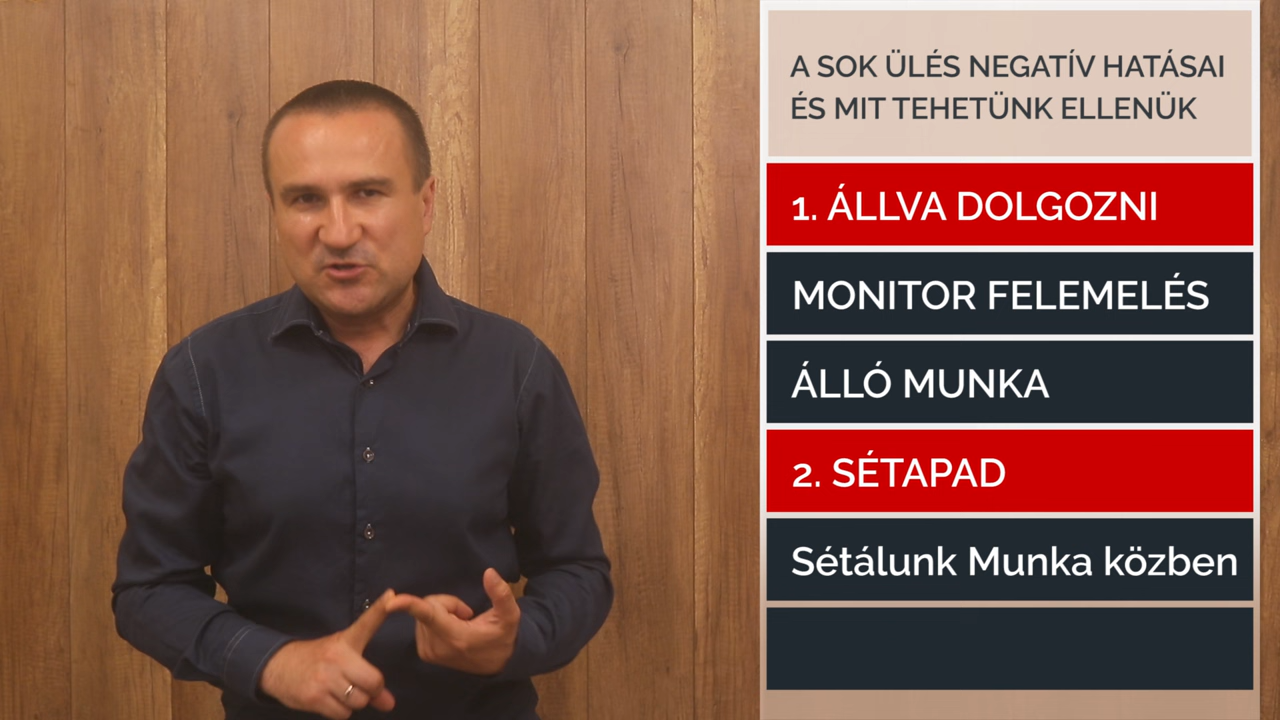 A SOK ÜLÉS NEGATÍV HATÁSAI
ÉS MIT TEHETÜNK ELLENÜK
1. ÁLLVA DOLGOZNI
MONITOR FELEMELÉS
ÁLLÓ MUNKA
2. SÉTAPAD
Sétálunk Munka közben